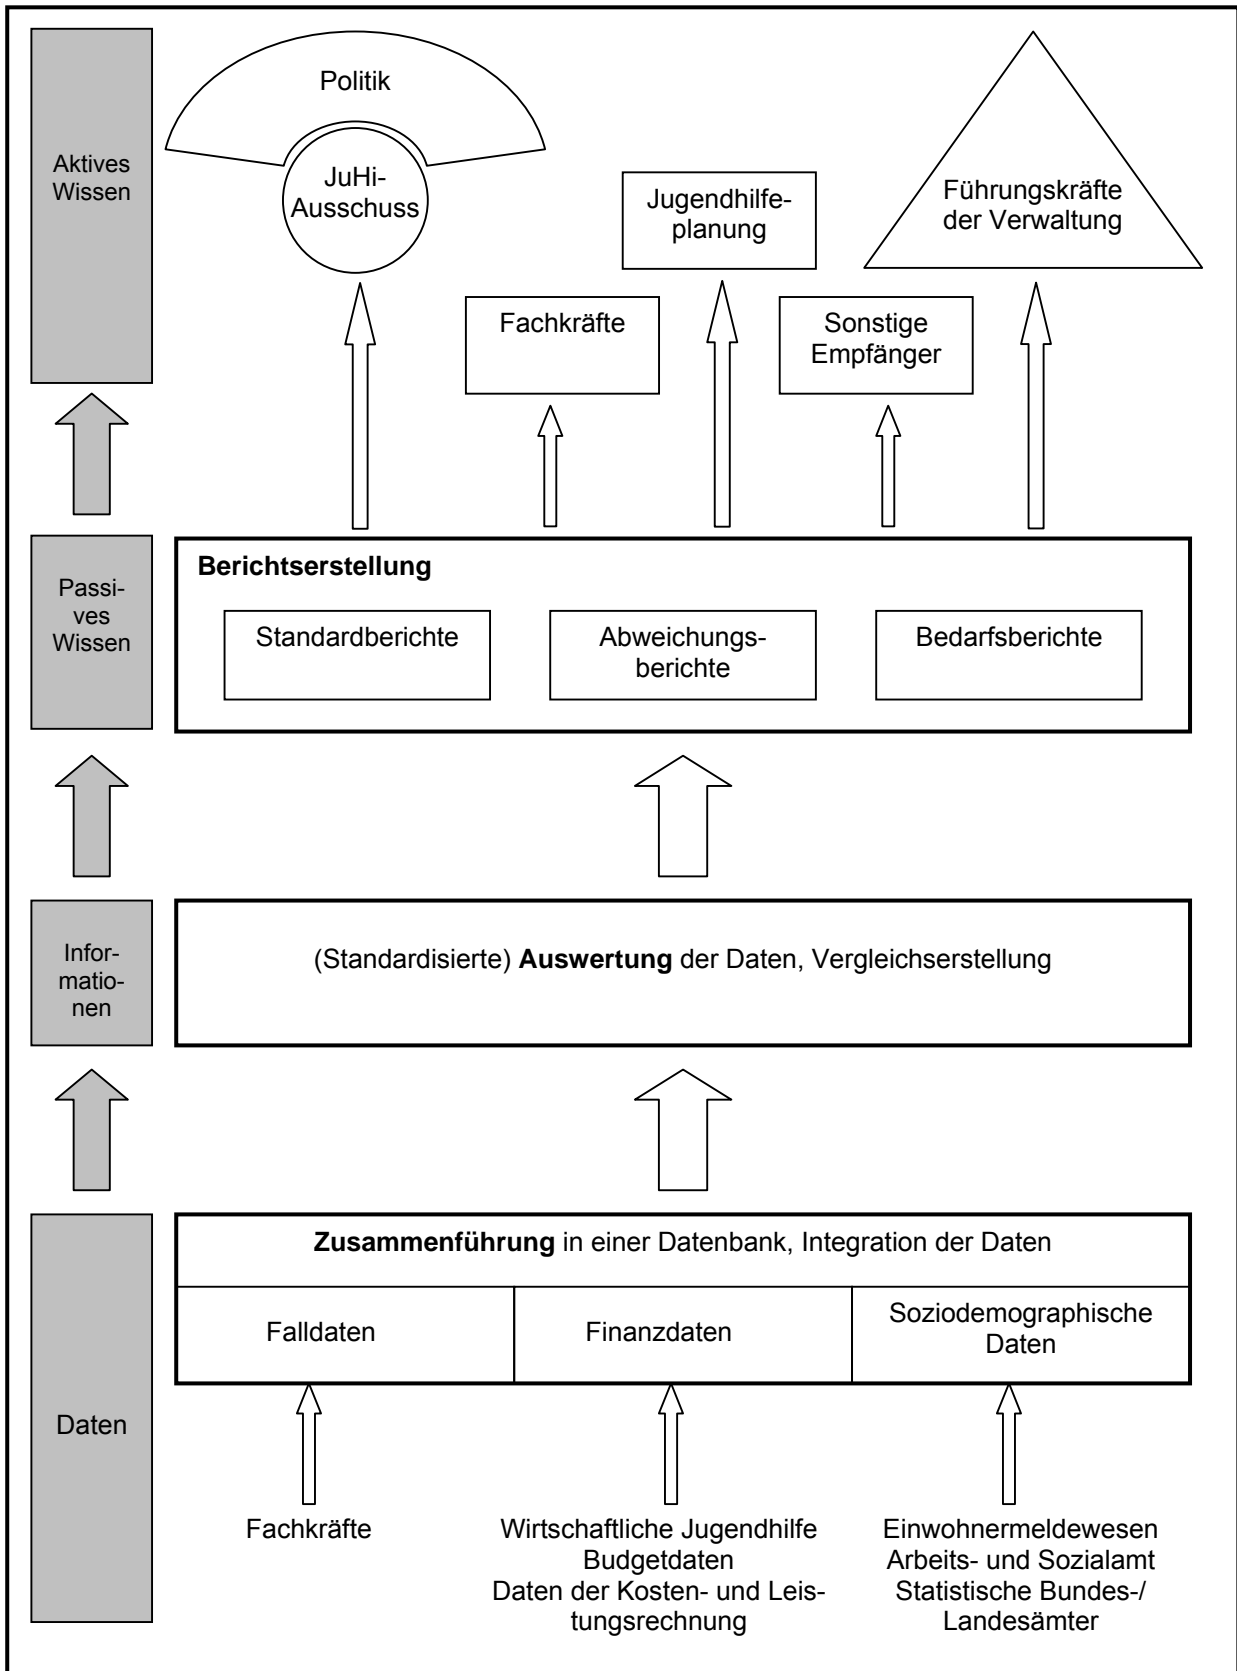 Aktives
Wissen
Politik
JuHi-
Ausschuss
Jugendhilfe-
planung
Führungskräfte
der Verwaltung
Fachkräfte
Sonstige
Empfänger
Passi-
ves
Wissen
Berichtserstellung
Standardberichte
Abweichungs-
berichte
Bedarfsberichte
Infor-
matio-
nen
(Standardisierte) Auswertung der Daten, Vergleichserstellung
Daten
Zusammenführung in einer Datenbank, Integration der Daten
Falldaten
Finanzdaten
Soziodemographische
Daten
Fachkräfte
Wirtschaftliche Jugendhilfe
Budgetdaten
Daten der Kosten- und Leis-
tungsrechnung
Einwohnermeldewesen
Arbeits- und Sozialamt
Statistische Bundes-/
Landesämter